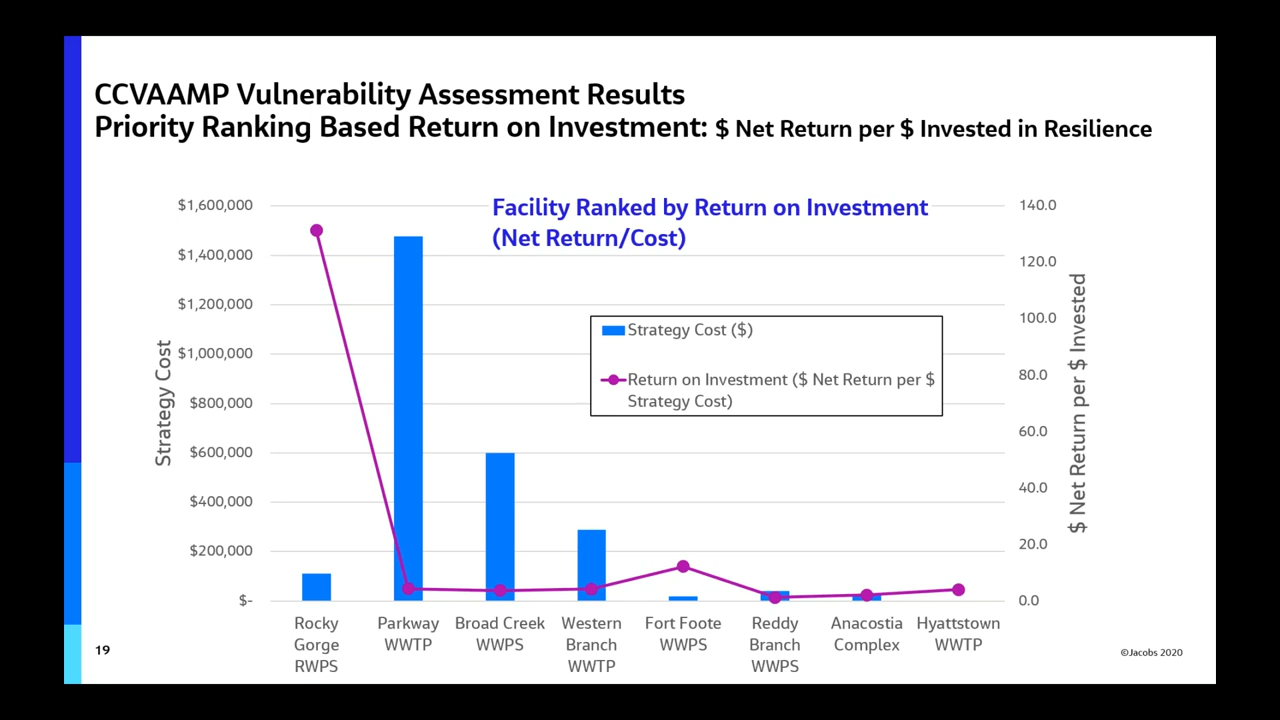 CCVAAMP Vulnerability Assessment Results
Priority Ranking Based Return on Investment: $ Net Return per $ Invested in Resilience
Facility Ranked by Return on Investment
(Net Return/Cost)
$1,600,000
$1,400,000
$1,200,000
$1,000,000
$800,000
$600,000
$400,000
$200,000
$-
Strategy Cost
Strategy Cost ($)
Return on Investment ($ Net Return per $
Strategy Cost)
140.0
120.0
100.0
80.0
60.0
40.0
20.0
0.0
$ Net Return per $ Invested
Rocky
Gorge
RWPS
Parkway
WWTP
Broad Creek
WWPS
Western
Branch
WWTP
Fort Foote
WWPS
Reddy
Branch
WWPS
Anacostia
Complex
Hyattstown
WWTP
19
©Jacobs 2020